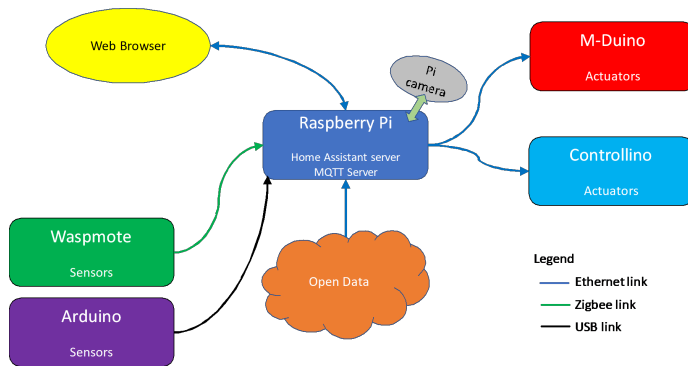 Web Browser
Pi
camera
M-Duino
Actuators
Raspberry Pi
Home Assistant server
MQTT Server
Controllino
Actuators
Waspmote
Sensors
Open Data
Arduino
Sensors
Legend
Ethernet link
Zigbee link
USB link